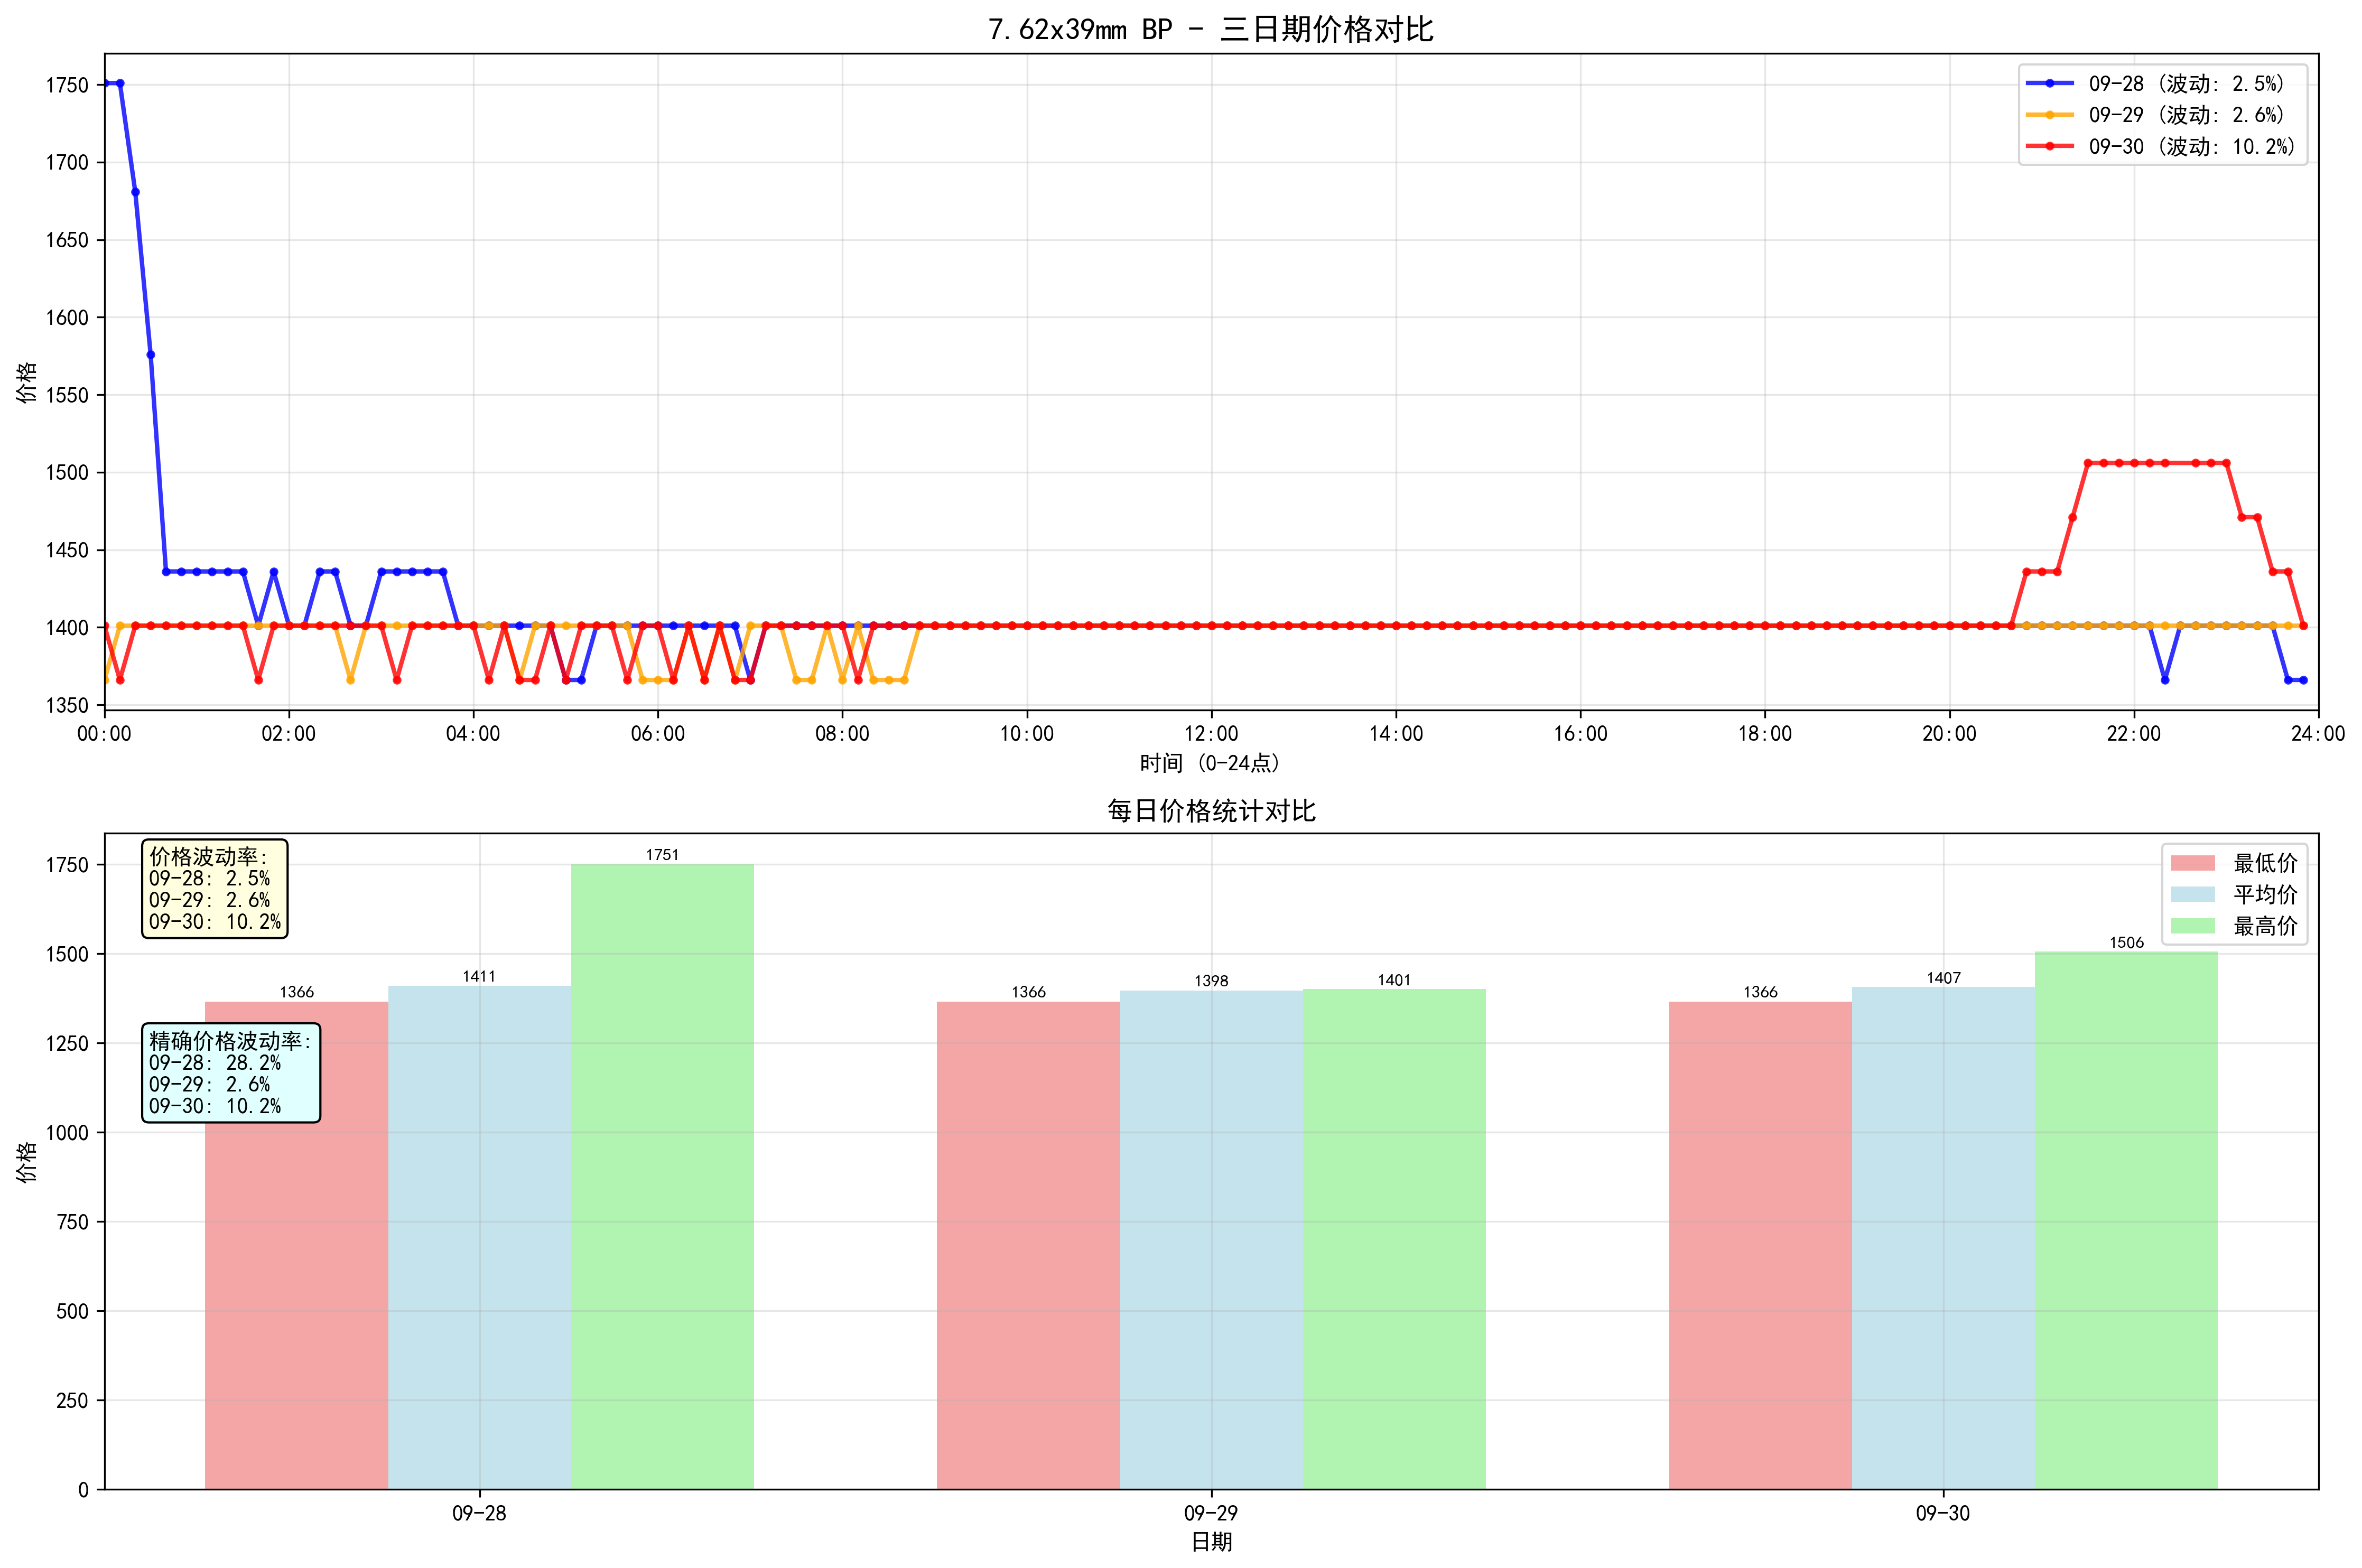 7.62x39mm BP - 三日期价格对比
价格
1750
1700
1650
1600
1550
1500
1450
1400
1350
09-28 (波动: 2.5%)
09-29 (波动: 2.6%)
09-30 (波动: 10.2%)
00:00 02:00 04:00 06:00 08:00 10:00 12:00 14:00 16:00 18:00 20:00 22:00 24:00
时间 (0-24点)
每日价格统计对比
价格
1750
1500
1250
1000
750
500
250
0
价格波动率:
09-28: 2.5%
09-29: 2.6%
09-30: 10.2%
精确价格波动率:
09-28: 28.2%
09-29: 2.6%
09-30: 10.2%
1366 1411 1751 1366 1398 1401 1366 1407 1506
最低价
平均价
最高价
09-28 09-29 09-30
日期